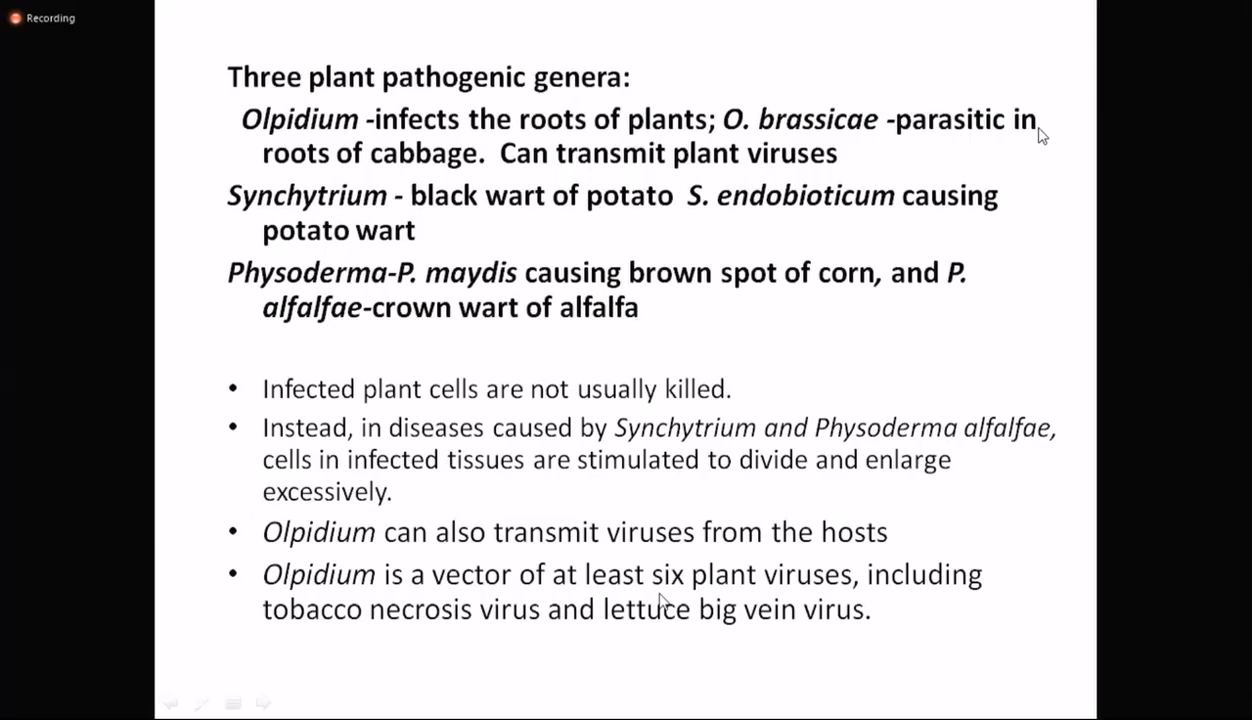 Recording
Three plant pathogenic genera:
Olpidium -infects the roots of plants; O. brassicae -parasitic in
roots of cabbage. Can transmit plant viruses
Synchytrium - black wart of potato S. endobioticum causing
potato wart
Physoderma-P. maydis causing brown spot of corn, and P.
alfalfae-crown wart of alfalfa
• Infected plant cells are not usually killed.
• Instead, in diseases caused by Synchytrium and Physoderma alfalfae,
cells in infected tissues are stimulated to divide and enlarge
excessively.
• Olpidium can also transmit viruses from the hosts
• Olpidium is a vector of at least six plant viruses, including
tobacco necrosis virus and lettuce big vein virus.